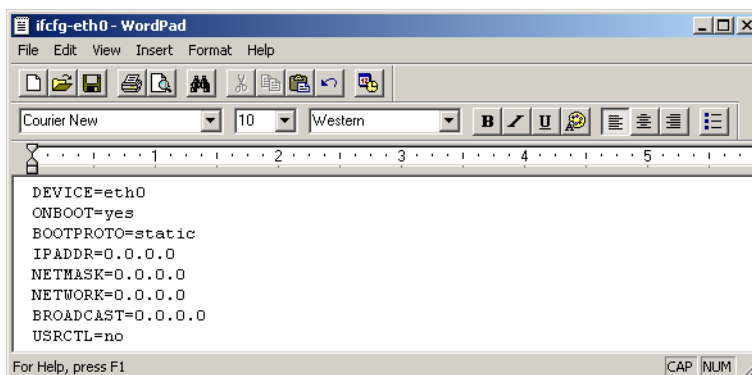 ifcfg-eth0 - WordPad
File Edit View Insert Format Help
Courier New 10 Western B I U
1 2 3 4 5
DEVICE=eth0
ONBOOT=yes
BOOTPROTO=static
IPADDR=0.0.0.0
NETMASK=0.0.0.0
NETWORK=0.0.0.0
BROADCAST=0.0.0.0
USRCTL=no
For Help, press F1 CAP NUM